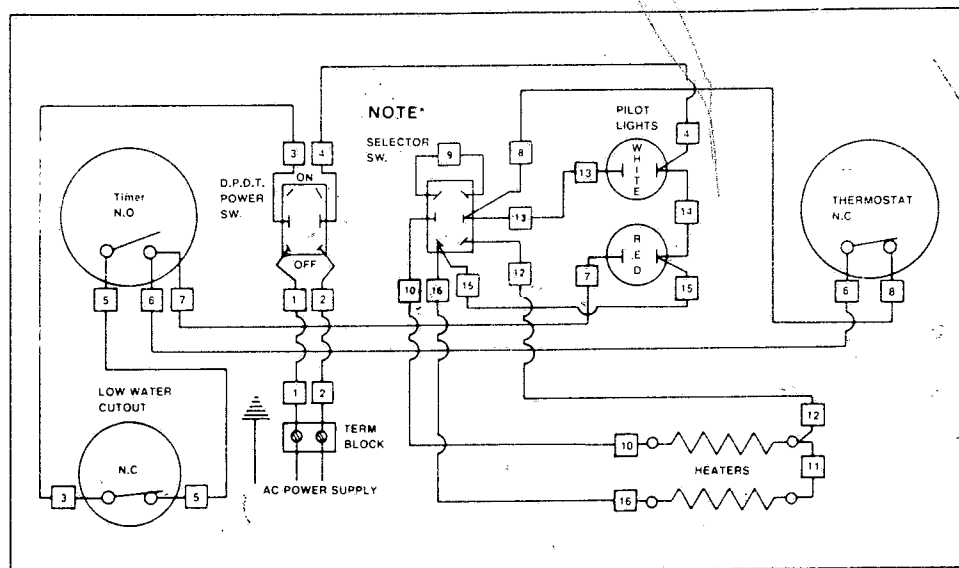 NOTE*
PILOT
LIGHTS
SELECTOR
SW.
3
4
9
8
4
ON
WHITE
Timer
N.O
D.P.D.T.
POWER
SW.
13
13
14
THERMOSTAT
N.C
RED
OFF
12
7
10
16
15
15
5
6
7
1
2
6
8
LOW WATER
CUTOUT
1
2
12
TERM
BLOCK
10
11
N.C
HEATERS
3
5
AC POWER SUPPLY
16